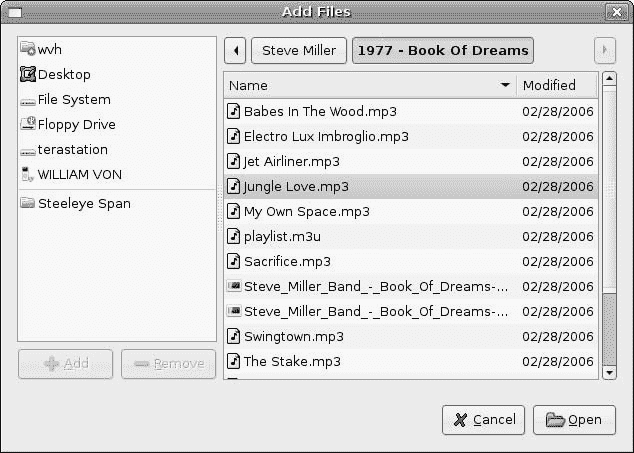 Add Files
wvh
Desktop
File System
Floppy Drive
terastation
WILLIAM VON
Steeleye Span
Add
Remove
Steve Miller
1977 - Book Of Dreams
Name
Modified
Babes In The Wood.mp3 02/28/2006
Electro Lux Imbroglio.mp3 02/28/2006
Jet Airliner.mp3 02/28/2006
Jungle Love.mp3 02/28/2006
My Own Space.mp3 02/28/2006
playlist.m3u 02/28/2006
Sacrifice.mp3 02/28/2006
Steve_Miller_Band_-_Book_Of_Dreams-... 02/28/2006
Steve_Miller_Band_-_Book_Of_Dreams-... 02/28/2006
Swingtown.mp3 02/28/2006
The Stake.mp3 02/28/2006
Cancel
Open